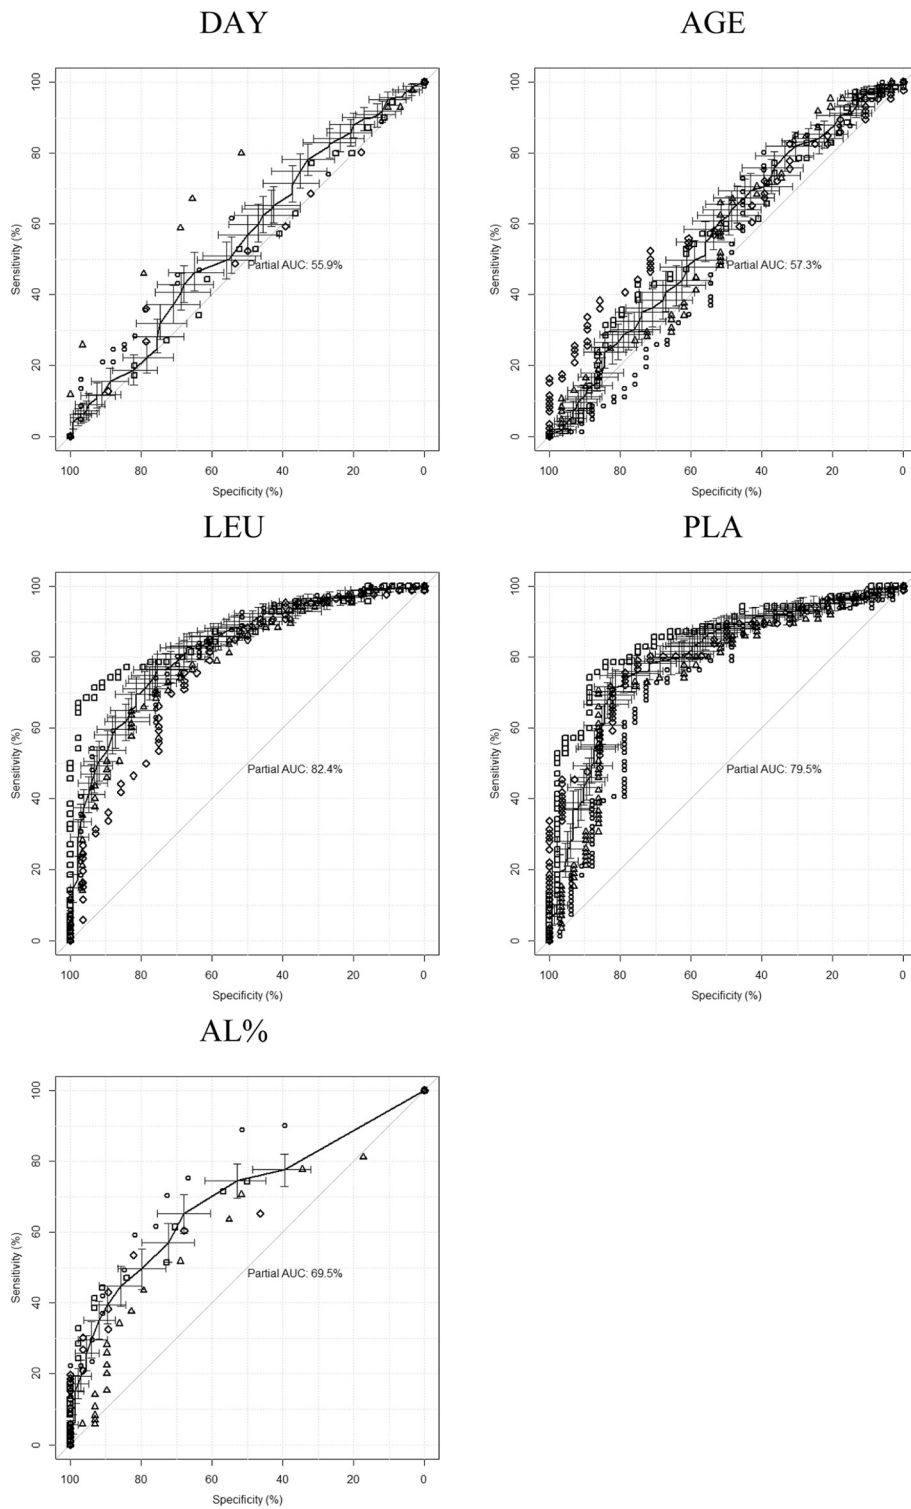 DAY
100
80
60
40
20
0
Sensitivity (%)
Partial AUC: 55.9%
100 80 60 40 20 0
Specificity (%)
AGE
100
80
60
40
20
0
Sensitivity (%)
Partial AUC: 57.3%
100 80 60 40 20 0
Specificity (%)
LEU
100
80
60
40
20
0
Sensitivity (%)
Partial AUC: 82.4%
100 80 60 40 20 0
Specificity (%)
PLA
100
80
60
40
20
0
Sensitivity (%)
Partial AUC: 79.5%
100 80 60 40 20 0
Specificity (%)
AL%
100
80
60
40
20
0
Sensitivity (%)
Partial AUC: 69.5%
100 80 60 40 20 0
Specificity (%)